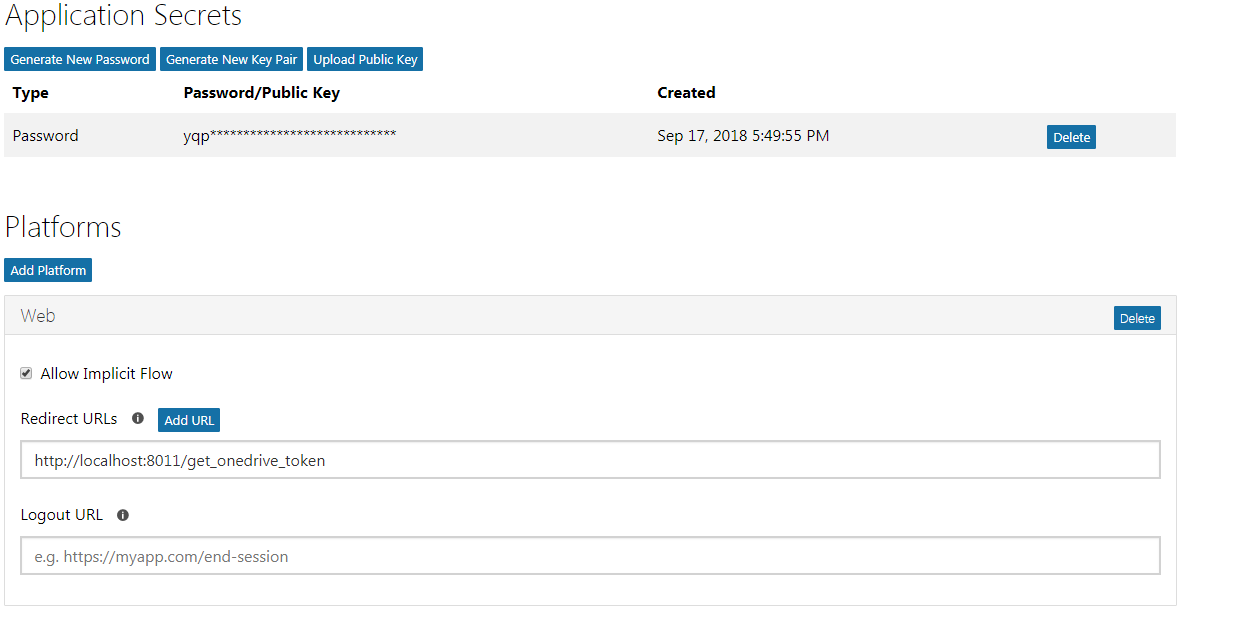 Application Secrets
Generate New Password Generate New Key Pair Upload Public Key
Type Password/Public Key Created
Password yqp**************************** Sep 17, 2018 5:49:55 PM Delete
Platforms
Add Platform
Web Delete
Allow Implicit Flow
Redirect URLs Add URL
http://localhost:8011/get_onedrive_token
Logout URL
e.g. https://myapp.com/end-session